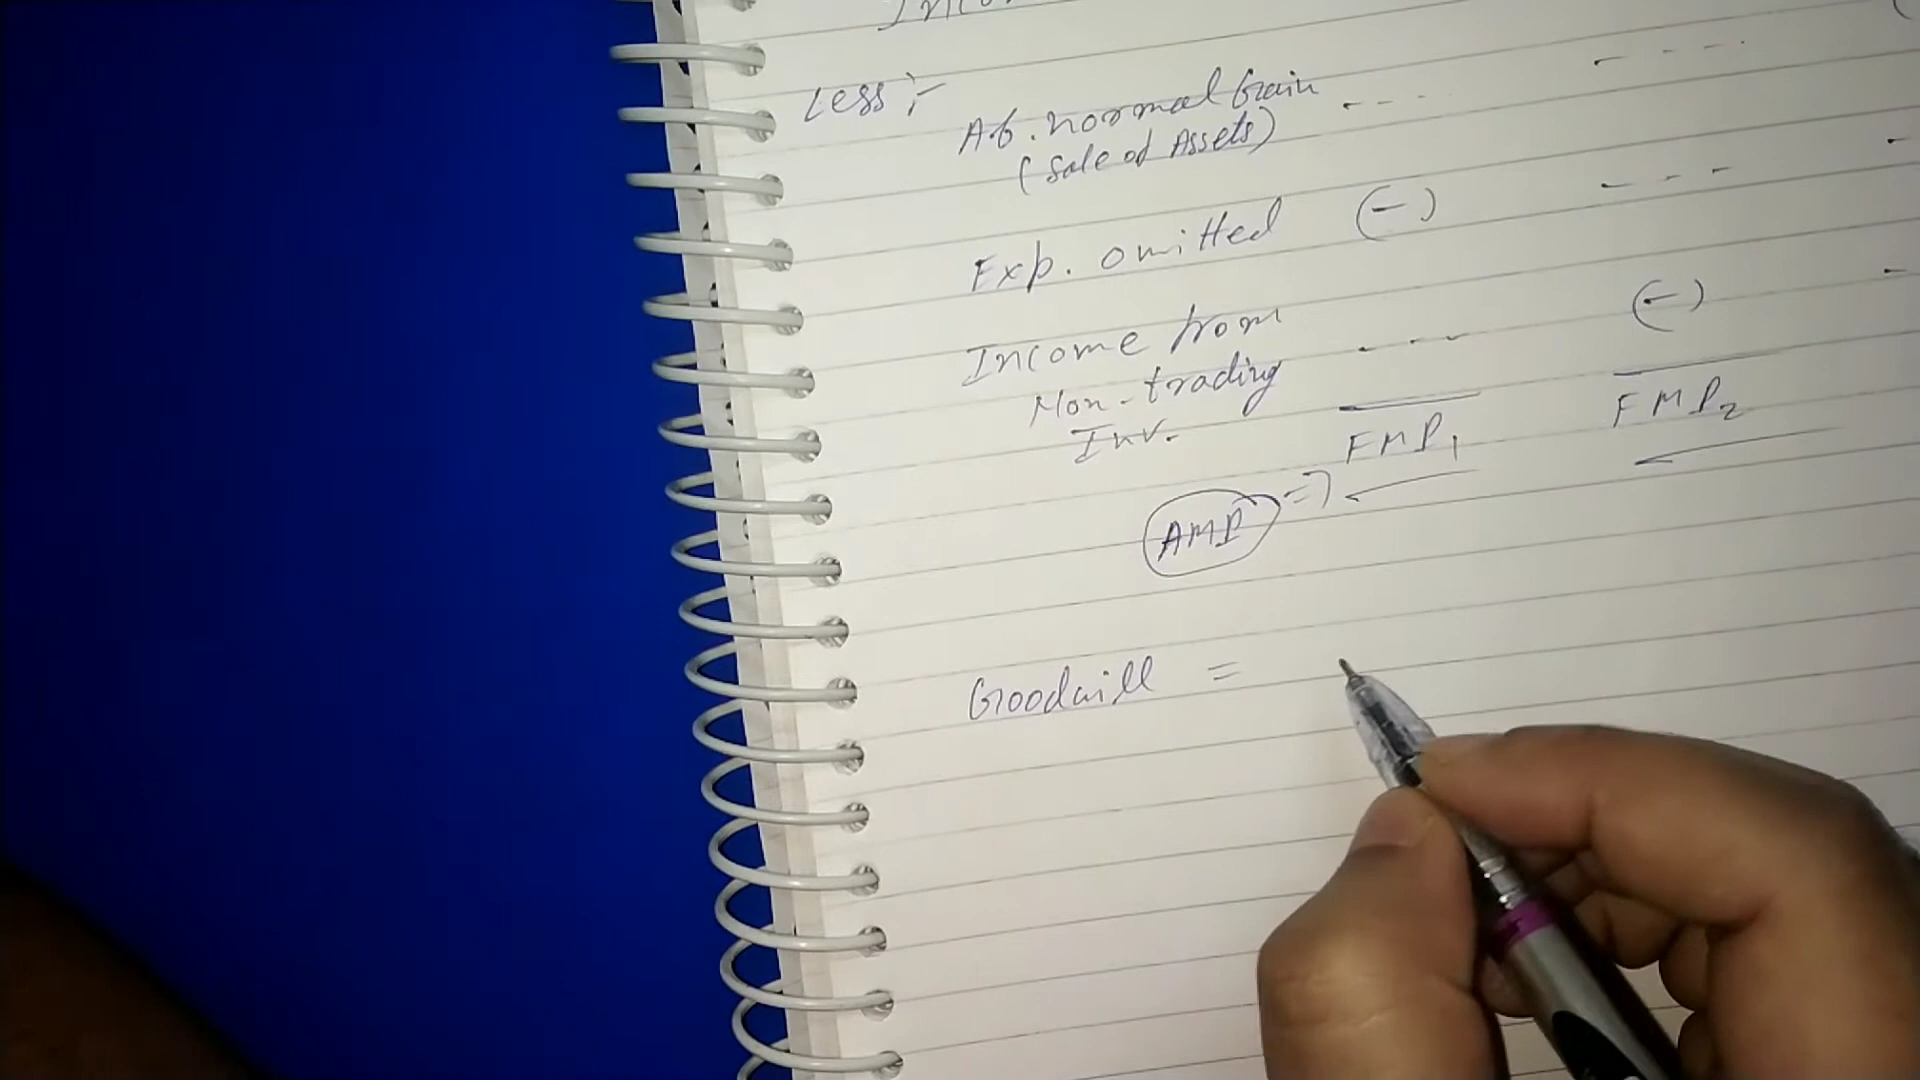 Less :-
Ab. normal Gain - - - -
(Sale of Assets)
Exp. omitted (-) - - -
Income from - - - (-)
Non-trading
Inv.
FMP1 FMP2
AMP =>
Goodwill =